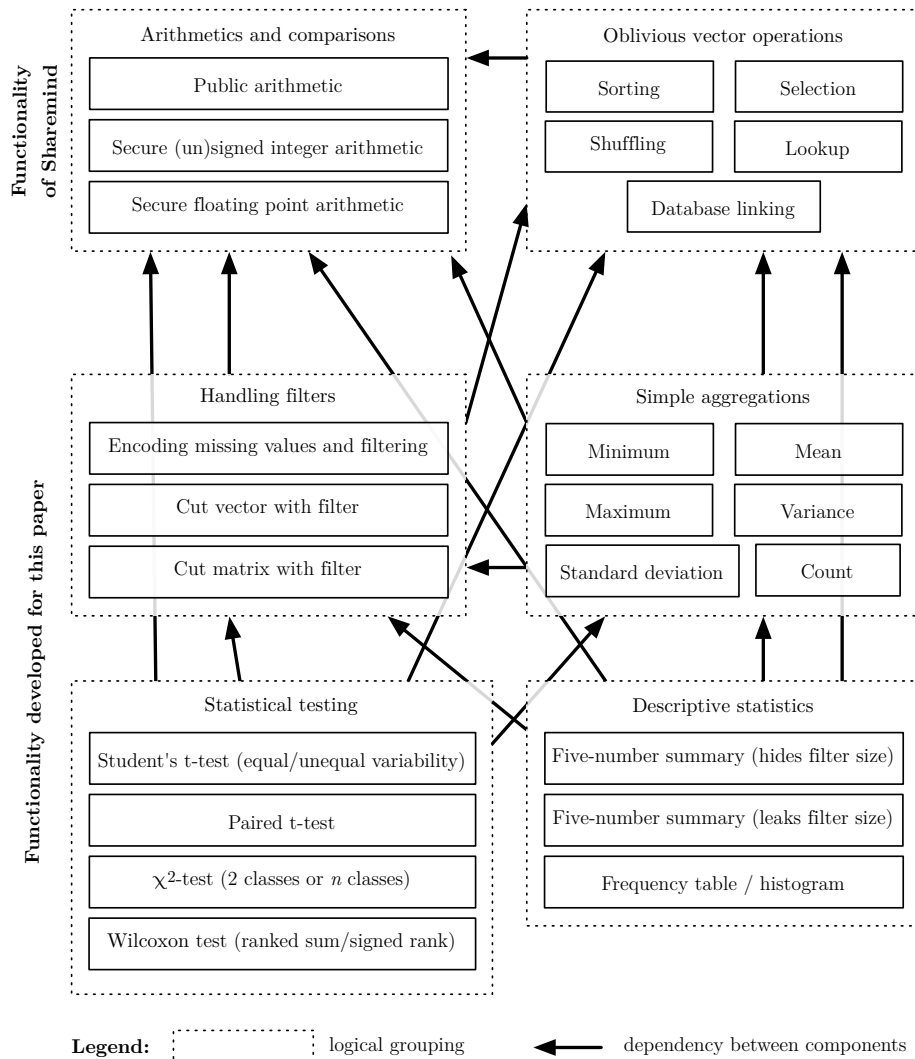 Functionality
of Sharemind
Arithmetics and comparisons
Public arithmetic
Secure (un)signed integer arithmetic
Secure floating point arithmetic
Oblivious vector operations
Sorting
Selection
Shuffling
Lookup
Database linking
Functionality developed for this paper
Handling filters
Encoding missing values and filtering
Cut vector with filter
Cut matrix with filter
Simple aggregations
Minimum
Mean
Maximum
Variance
Standard deviation
Count
Statistical testing
Student's t-test (equal/unequal variability)
Paired t-test
χ²-test (2 classes or n classes)
Wilcoxon test (ranked sum/signed rank)
Descriptive statistics
Five-number summary (hides filter size)
Five-number summary (leaks filter size)
Frequency table / histogram
Legend:
logical grouping
dependency between components